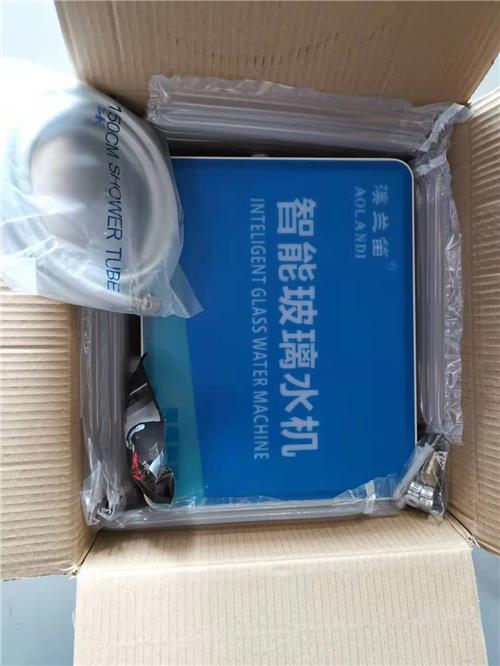 澳兰笛®
AOLANDI
智能玻璃水机
INTELIGENT GLASS WATER MACHINE
150CM SHOWER TUBE